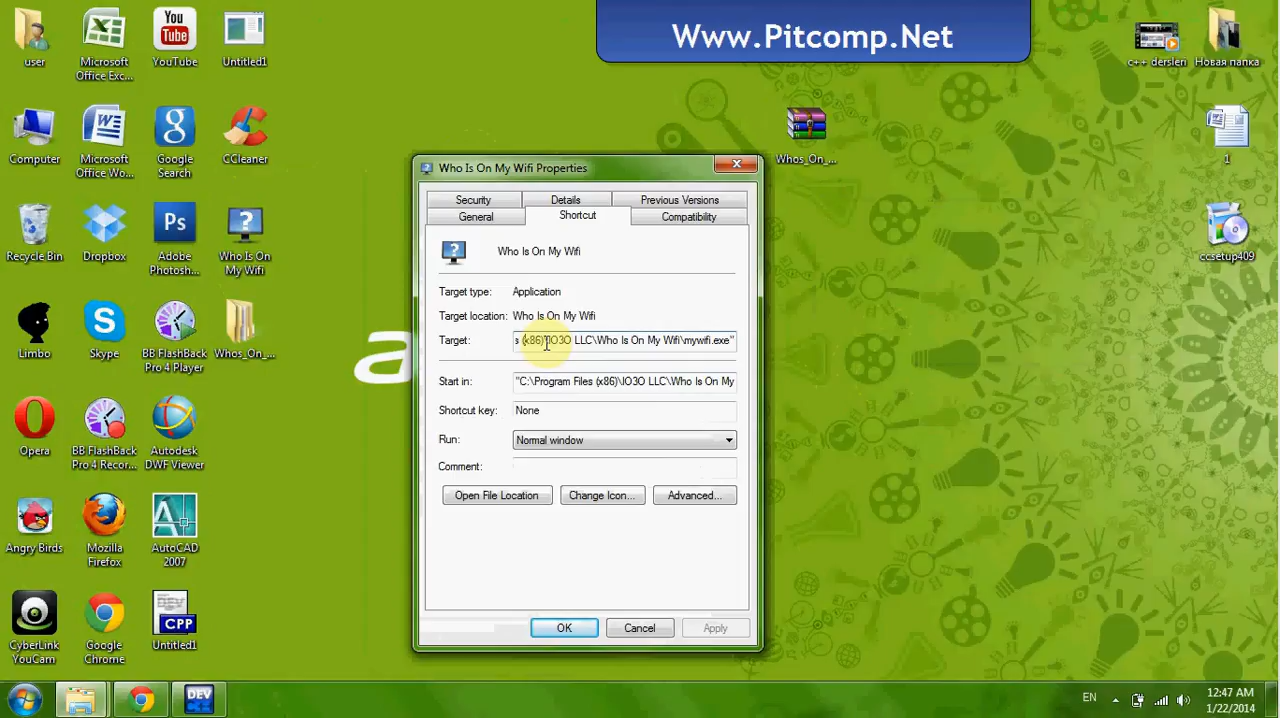 Www.Pitcomp.Net
user
Microsoft
Office Exc...
You
Tube
YouTube
Untitled1
c++ dersleri
Новая папка
Computer
Microsoft
Office Wo...
Google
Search
CCleaner
Whos_On_...
1
Recycle Bin
Dropbox
Ps
Adobe
Photosh...
Who Is On
My Wifi
ccsetup409
Limbo
Skype
BB FlashBack
Pro 4 Player
Whos_On_...
Opera
BB FlashBack
Pro 4 Recor...
Autodesk
DWF Viewer
Angry Birds
Mozilla
Firefox
AutoCAD
2007
CyberLink
YouCam
Google
Chrome
CPP
Untitled1
a
Who Is On My Wifi Properties
Security
Details
Previous Versions
General
Shortcut
Compatibility
Who Is On My Wifi
Target type: Application
Target location: Who Is On My Wifi
Target: s (x86)\IO3O LLC\Who Is On My Wifi\mywifi.exe"
Start in: "C:\Program Files (x86)\IO3O LLC\Who Is On My
Shortcut key: None
Run: Normal window
Comment:
Open File Location
Change Icon...
Advanced...
OK
Cancel
Apply
DEV
EN
12:47 AM
1/22/2014